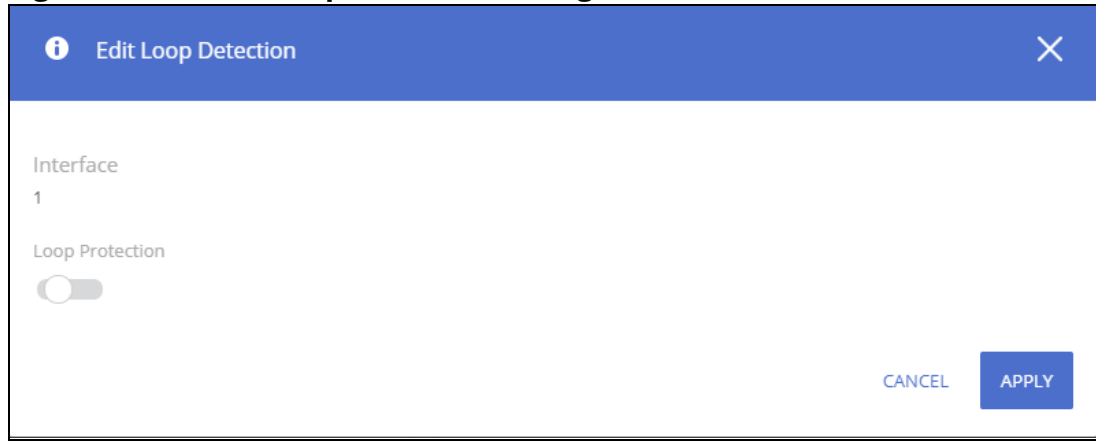 Edit Loop Detection
Interface
1
Loop Protection
CANCEL APPLY